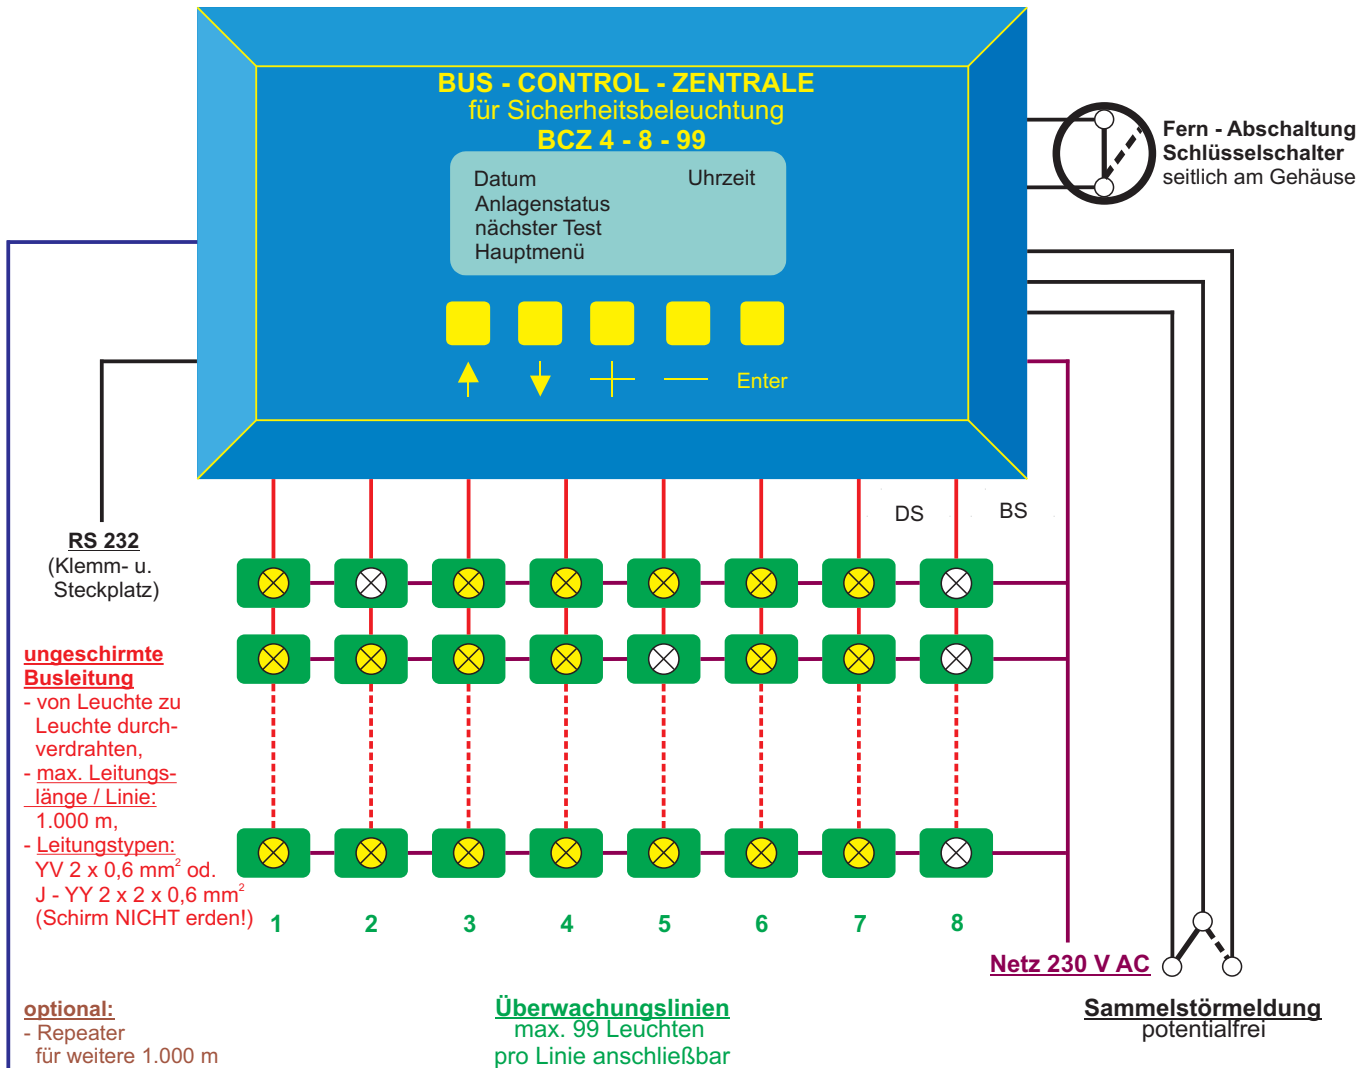 BUS - CONTROL - ZENTRALE
für Sicherheitsbeleuchtung
BCZ 4 - 8 - 99
Datum Uhrzeit
Anlagenstatus
nächster Test
Hauptmenü
Enter
Fern - Abschaltung
Schlüsselschalter
seitlich am Gehäuse
DS BS
RS 232
(Klemm- u.
Steckplatz)
ungeschirmte
Busleitung
- von Leuchte zu
Leuchte durch-
verdrahten,
- max. Leitungs-
länge / Linie:
1.000 m,
- Leitungstypen:
YV 2 x 0,6 mm² od.
J - YY 2 x 2 x 0,6 mm²
(Schirm NICHT erden!)
1 2 3 4 5 6 7 8
Netz 230 V AC
optional:
- Repeater
für weitere 1.000 m
Überwachungslinien
max. 99 Leuchten
pro Linie anschließbar
Sammelstörmeldung
potentialfrei